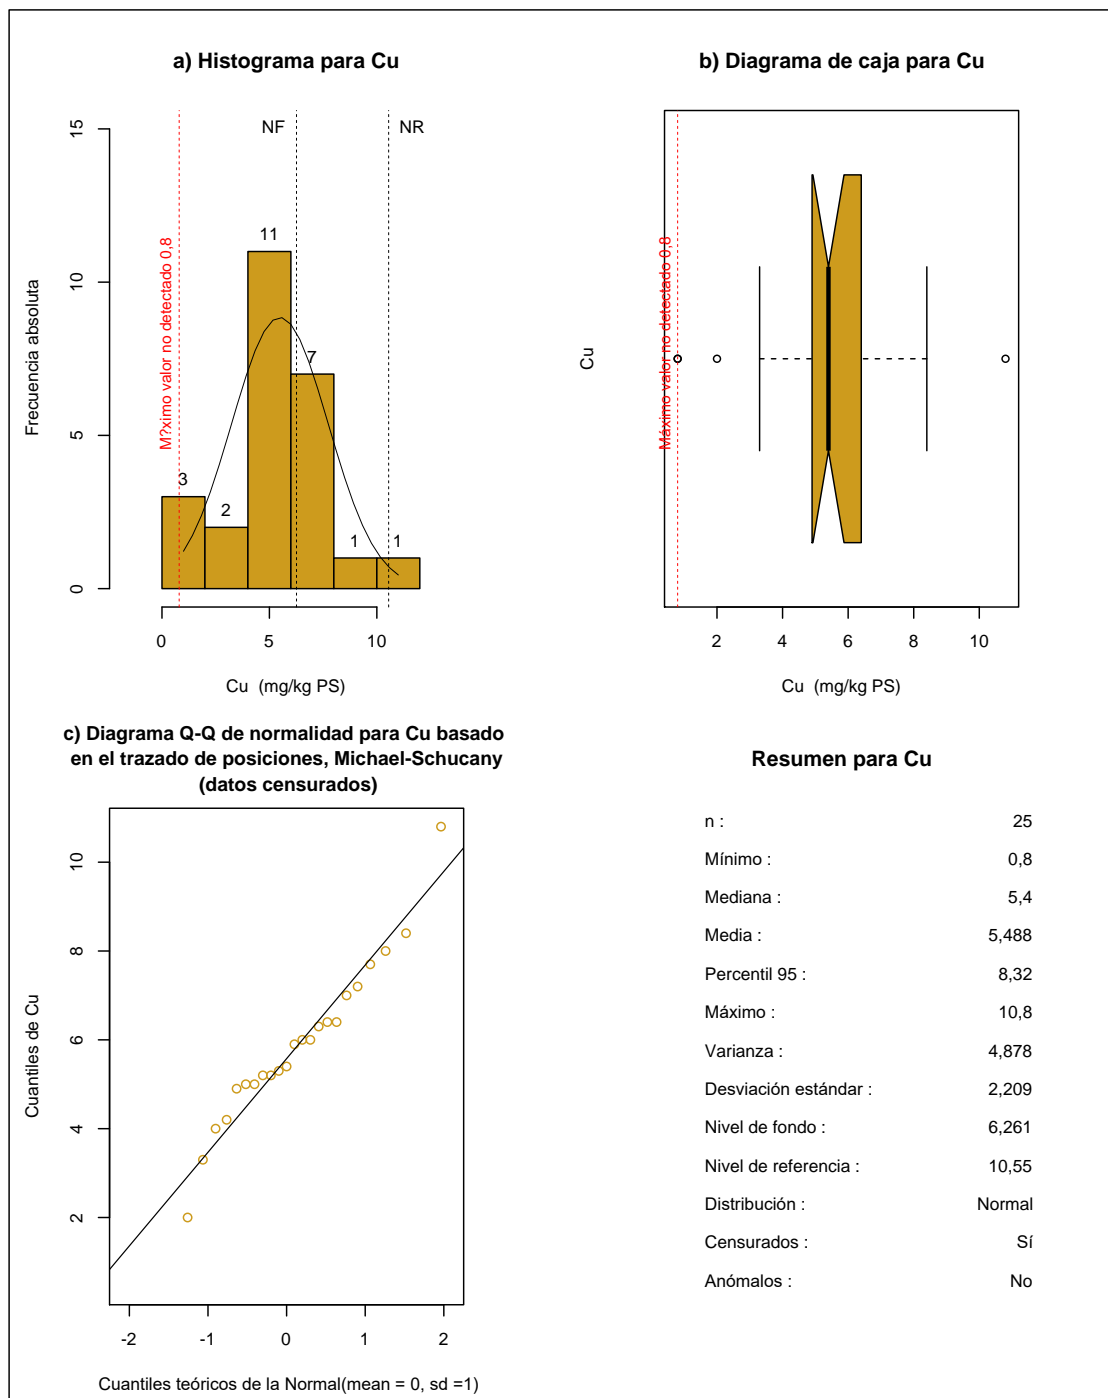 a) Histograma para Cu
NF
NR
M?ximo valor no detectado 0,8
3
2
11
7
1
1
Frecuencia absoluta
0
5
10
15
0
5
10
Cu (mg/kg PS)
b) Diagrama de caja para Cu
Máximo valor no detectado 0,8
Cu
2
4
6
8
10
Cu (mg/kg PS)
c) Diagrama Q-Q de normalidad para Cu basado
en el trazado de posiciones, Michael-Schucany
(datos censurados)
Cuantiles de Cu
2
4
6
8
10
-2
-1
0
1
2
Cuantiles teóricos de la Normal(mean = 0, sd =1)
Resumen para Cu
n : 25
Mínimo : 0,8
Mediana : 5,4
Media : 5,488
Percentil 95 : 8,32
Máximo : 10,8
Varianza : 4,878
Desviación estándar : 2,209
Nivel de fondo : 6,261
Nivel de referencia : 10,55
Distribución : Normal
Censurados : Sí
Anómalos : No